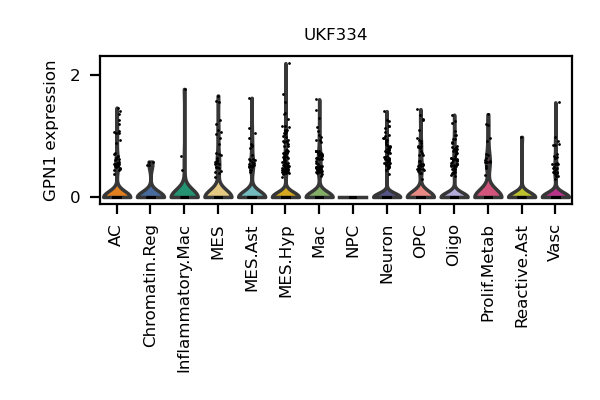 UKF334
GPN1 expression
2
0
AC
Chromatin.Reg
Inflammatory.Mac
MES
MES.Ast
MES.Hyp
Mac
NPC
Neuron
OPC
Oligo
Prolif.Metab
Reactive.Ast
Vasc